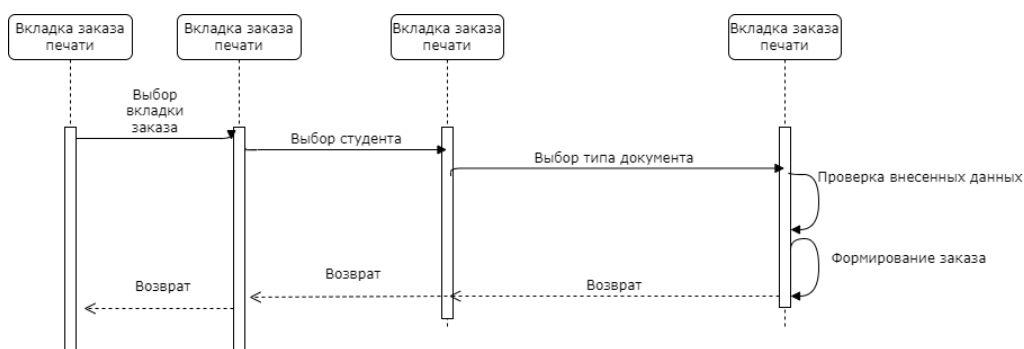 Вкладка заказа
печати
Вкладка заказа
печати
Вкладка заказа
печати
Вкладка заказа
печати
Выбор
вкладки
заказа
Выбор студента
Выбор типа документа
Проверка внесенных данных
Формирование заказа
Возврат
Возврат
Возврат